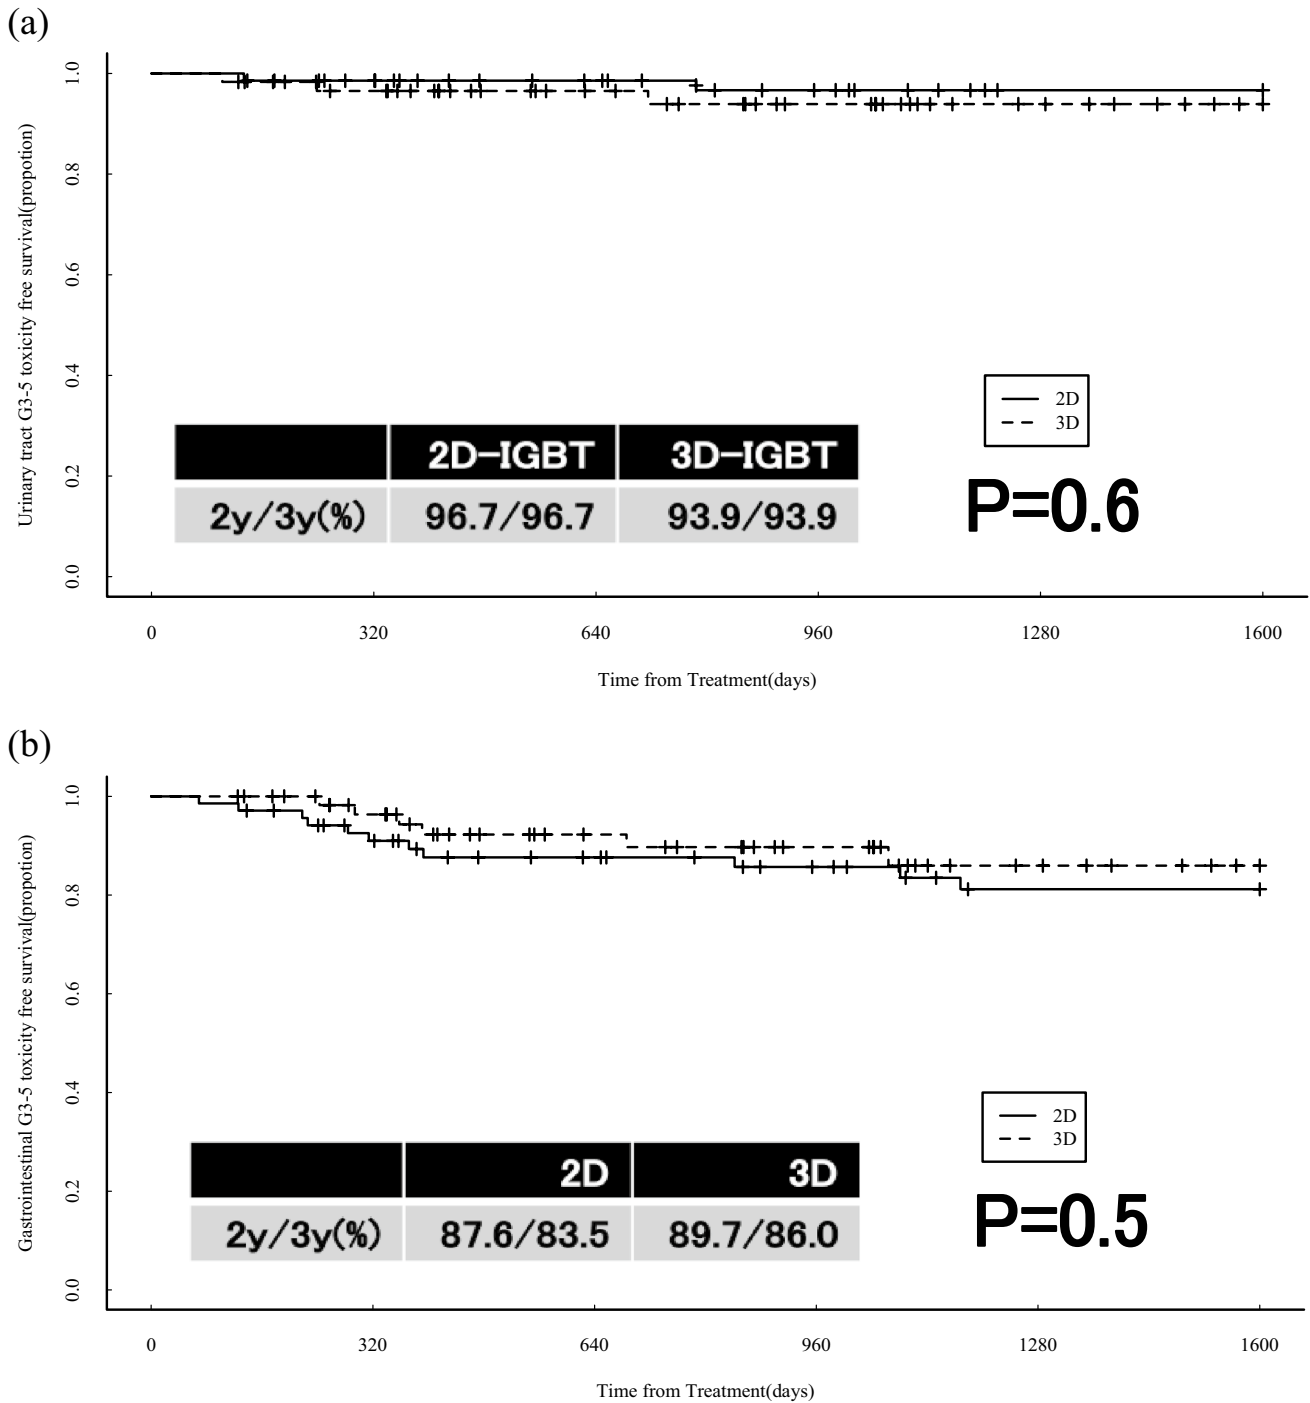 (a)
Urinary tract G3-5 toxicity free survival(propotion)
1.0
0.8
0.6
0.4
0.2
0.0
2D
3D
2D-IGBT 3D-IGBT
2y/3y(%) 96.7/96.7 93.9/93.9
P=0.6
0 320 640 960 1280 1600
Time from Treatment(days)
(b)
Gastrointestinal G3-5 toxicity free survival(propotion)
1.0
0.8
0.6
0.4
0.2
0.0
2D
3D
2D 3D
2y/3y(%) 87.6/83.5 89.7/86.0
P=0.5
0 320 640 960 1280 1600
Time from Treatment(days)